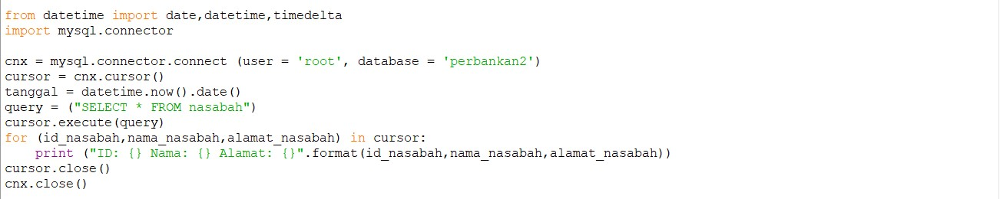 from datetime import date,datetime,timedelta
import mysql.connector

cnx = mysql.connector.connect (user = 'root', database = 'perbankan2')
cursor = cnx.cursor()
tanggal = datetime.now().date()
query = ("SELECT * FROM nasabah")
cursor.execute(query)
for (id_nasabah,nama_nasabah,alamat_nasabah) in cursor:
    print ("ID: {} Nama: {} Alamat: {}".format(id_nasabah,nama_nasabah,alamat_nasabah))
cursor.close()
cnx.close()